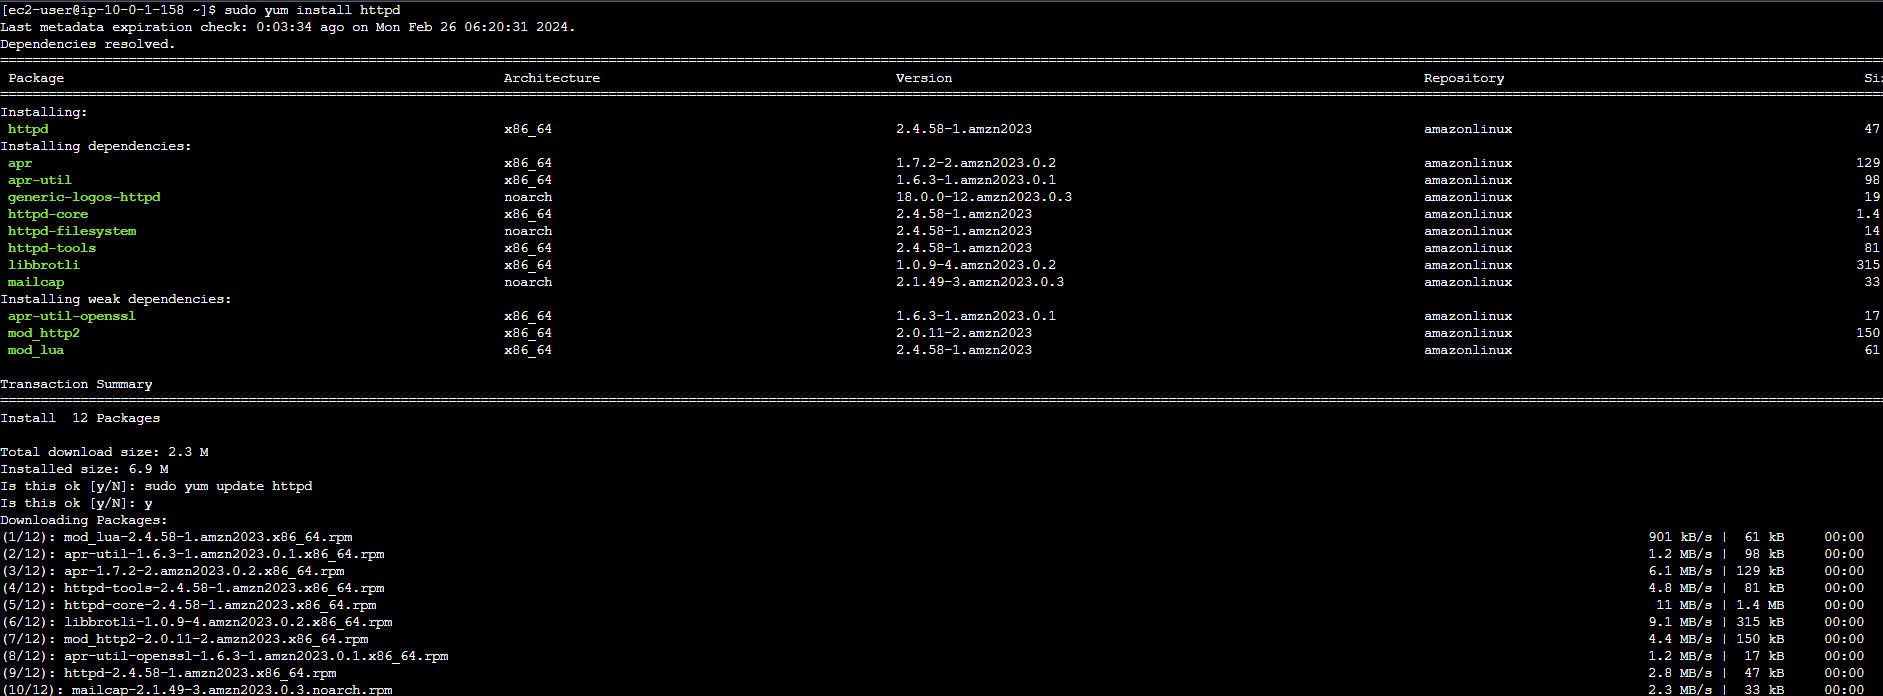 [ec2-user@ip-10-0-1-158 ~]$ sudo yum install httpd
Last metadata expiration check: 0:03:34 ago on Mon Feb 26 06:20:31 2024.
Dependencies resolved.
Package Architecture Version Repository Si
Installing:
httpd x86_64 2.4.58-1.amzn2023 amazonlinux 47
Installing dependencies:
apr x86_64 1.7.2-2.amzn2023.0.2 amazonlinux 129
apr-util x86_64 1.6.3-1.amzn2023.0.1 amazonlinux 98
generic-logos-httpd noarch 18.0.0-12.amzn2023.0.3 amazonlinux 19
httpd-core x86_64 2.4.58-1.amzn2023 amazonlinux 1.4
httpd-filesystem noarch 2.4.58-1.amzn2023 amazonlinux 14
httpd-tools x86_64 2.4.58-1.amzn2023 amazonlinux 81
libbrotli x86_64 1.0.9-4.amzn2023.0.2 amazonlinux 315
mailcap noarch 2.1.49-3.amzn2023.0.3 amazonlinux 33
Installing weak dependencies:
apr-util-openssl x86_64 1.6.3-1.amzn2023.0.1 amazonlinux 17
mod_http2 x86_64 2.0.11-2.amzn2023 amazonlinux 150
mod_lua x86_64 2.4.58-1.amzn2023 amazonlinux 61
Transaction Summary
Install 12 Packages
Total download size: 2.3 M
Installed size: 6.9 M
Is this ok [y/N]: sudo yum update httpd
Is this ok [y/N]: y
Downloading Packages:
(1/12): mod_lua-2.4.58-1.amzn2023.x86_64.rpm 901 kB/s | 61 kB 00:00
(2/12): apr-util-1.6.3-1.amzn2023.0.1.x86_64.rpm 1.2 MB/s | 98 kB 00:00
(3/12): apr-1.7.2-2.amzn2023.0.2.x86_64.rpm 6.1 MB/s | 129 kB 00:00
(4/12): httpd-tools-2.4.58-1.amzn2023.x86_64.rpm 4.8 MB/s | 81 kB 00:00
(5/12): httpd-core-2.4.58-1.amzn2023.x86_64.rpm 11 MB/s | 1.4 MB 00:00
(6/12): libbrotli-1.0.9-4.amzn2023.0.2.x86_64.rpm 9.1 MB/s | 315 kB 00:00
(7/12): mod_http2-2.0.11-2.amzn2023.x86_64.rpm 4.4 MB/s | 150 kB 00:00
(8/12): apr-util-openssl-1.6.3-1.amzn2023.0.1.x86_64.rpm 1.2 MB/s | 17 kB 00:00
(9/12): httpd-2.4.58-1.amzn2023.x86_64.rpm 2.8 MB/s | 47 kB 00:00
(10/12): mailcap-2.1.49-3.amzn2023.0.3.noarch.rpm 2.3 MB/s | 33 kB 00:00